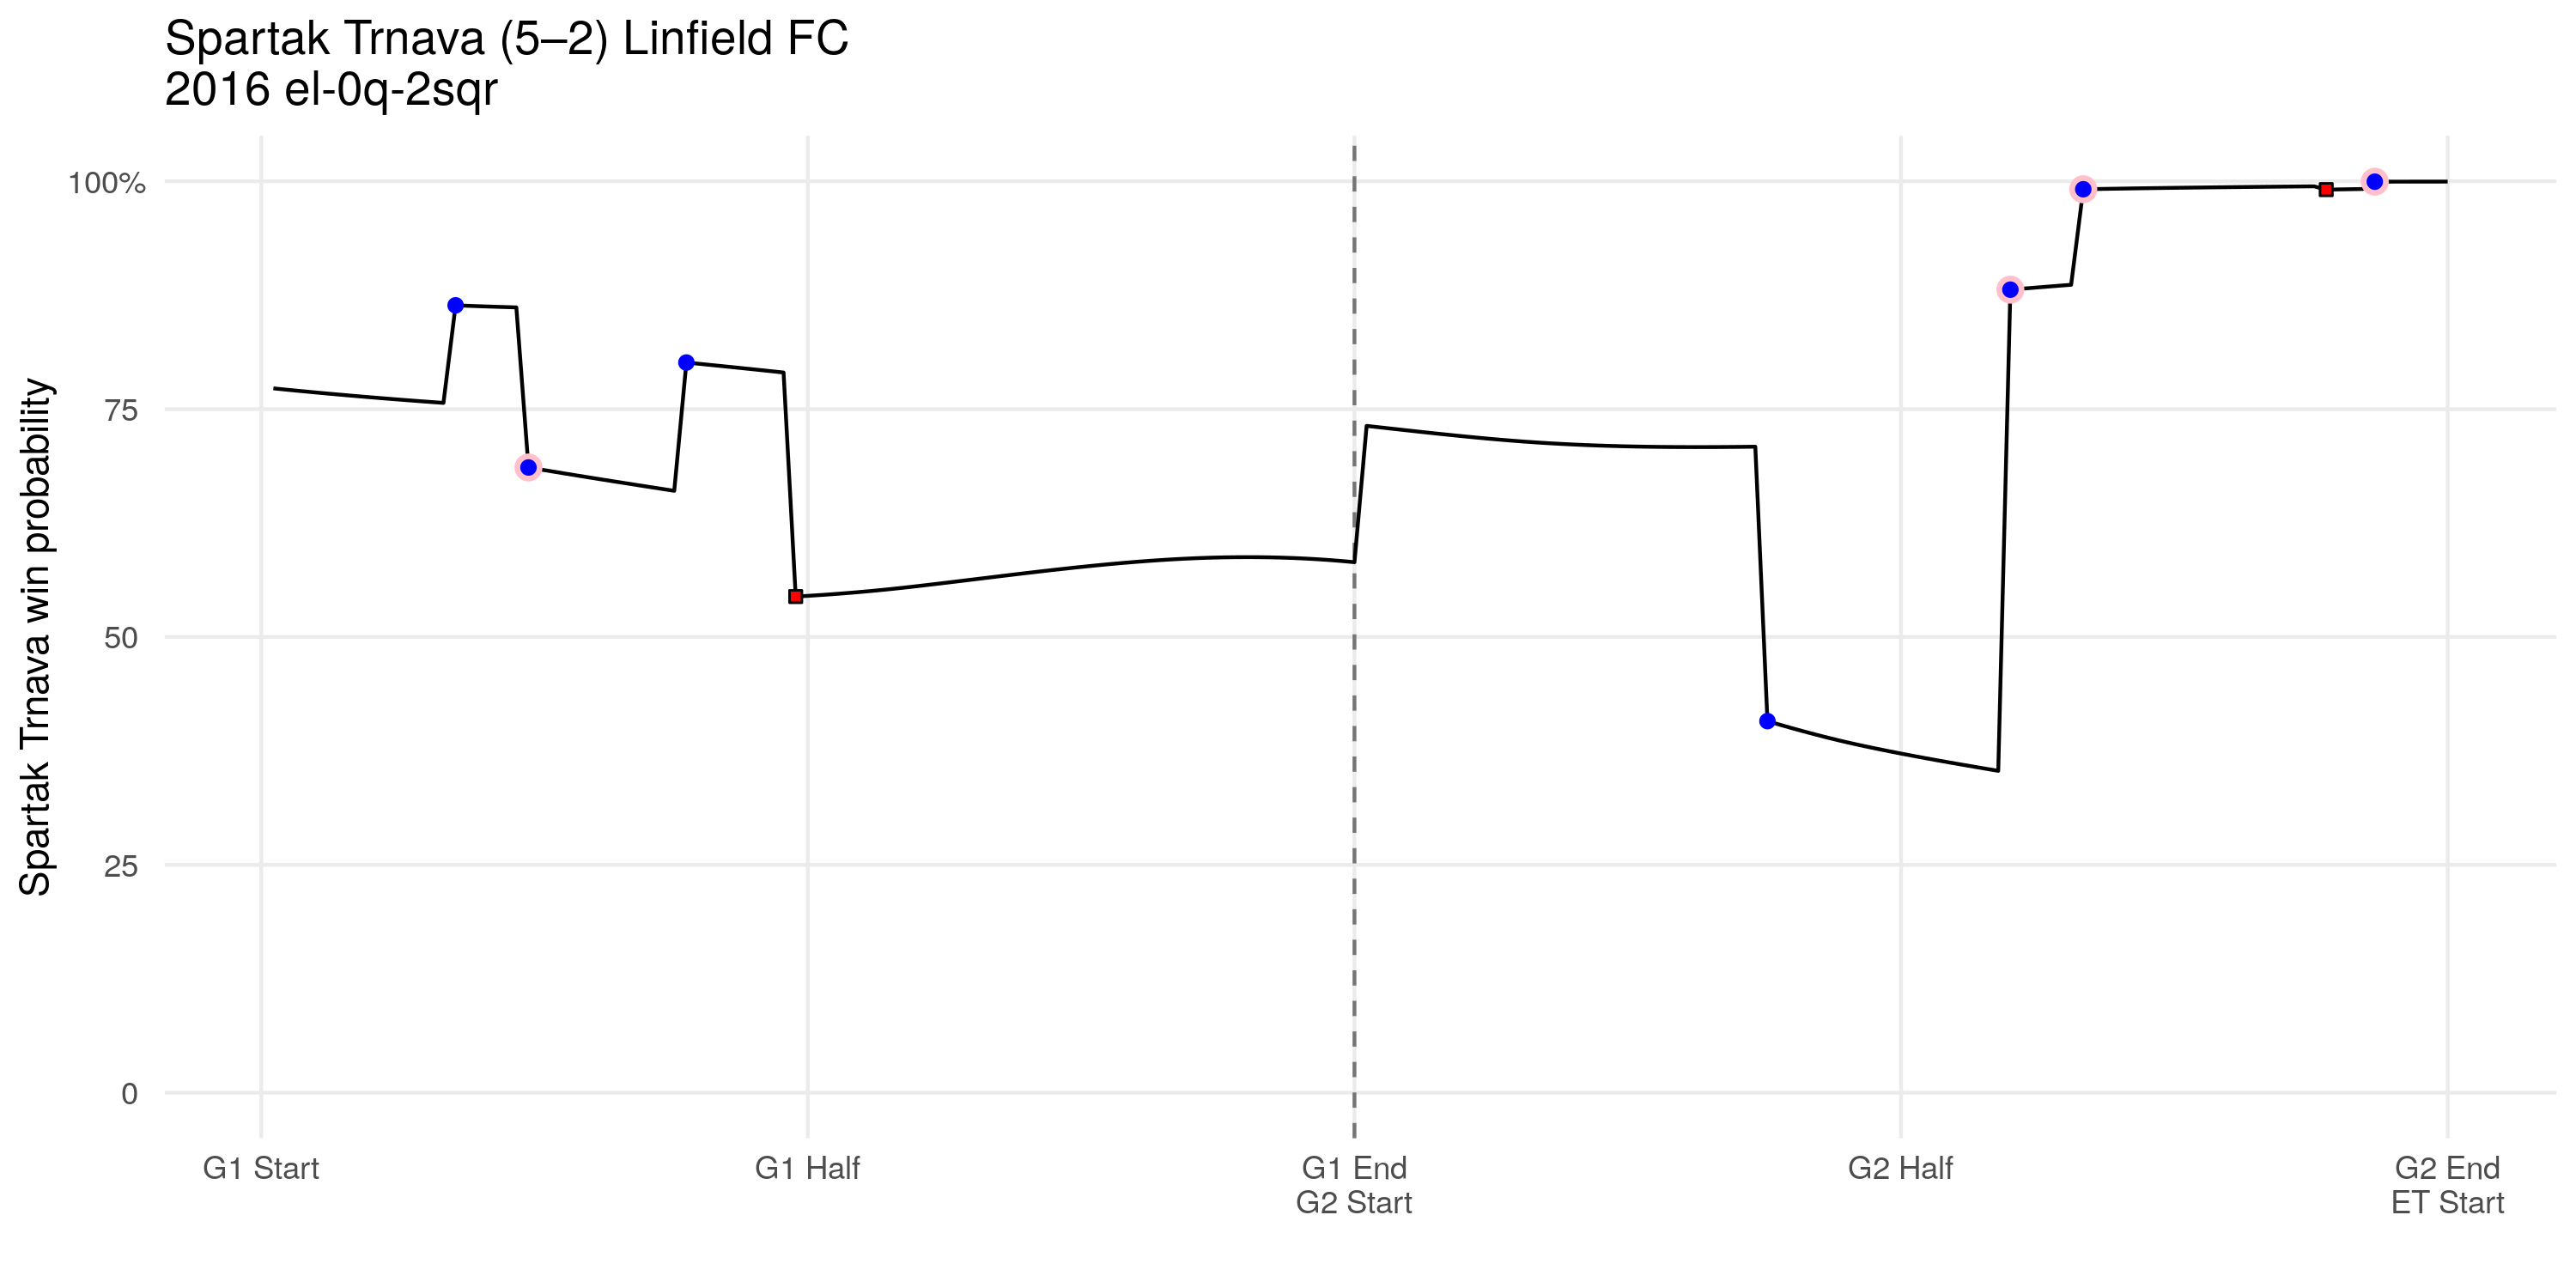 Spartak Trnava (5–2) Linfield FC
2016 el-0q-2sqr
Spartak Trnava win probability
100%
75
50
25
0
G1 Start
G1 Half
G1 End
G2 Start
G2 Half
G2 End
ET Start